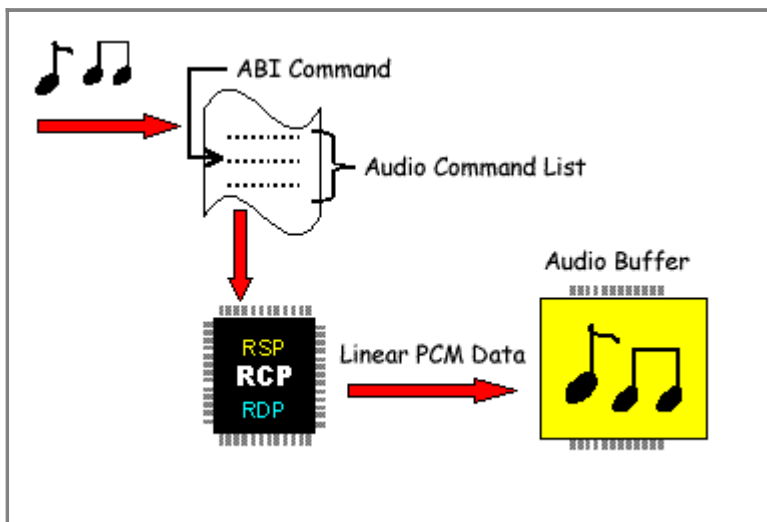 ABI Command
Audio Command List
Audio Buffer
RSP
RCP
RDP
Linear PCM Data